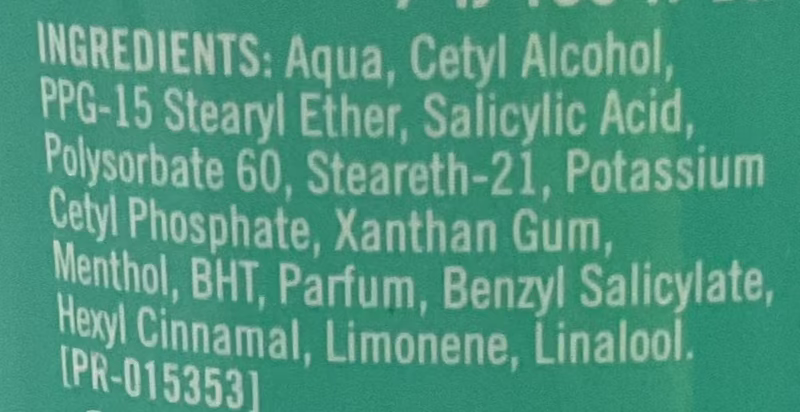 INGREDIENTS: Aqua, Cetyl Alcohol,
PPG-15 Stearyl Ether, Salicylic Acid,
Polysorbate 60, Steareth-21, Potassium
Cetyl Phosphate, Xanthan Gum,
Menthol, BHT, Parfum, Benzyl Salicylate,
Hexyl Cinnamal, Limonene, Linalool.
[PR-015353]